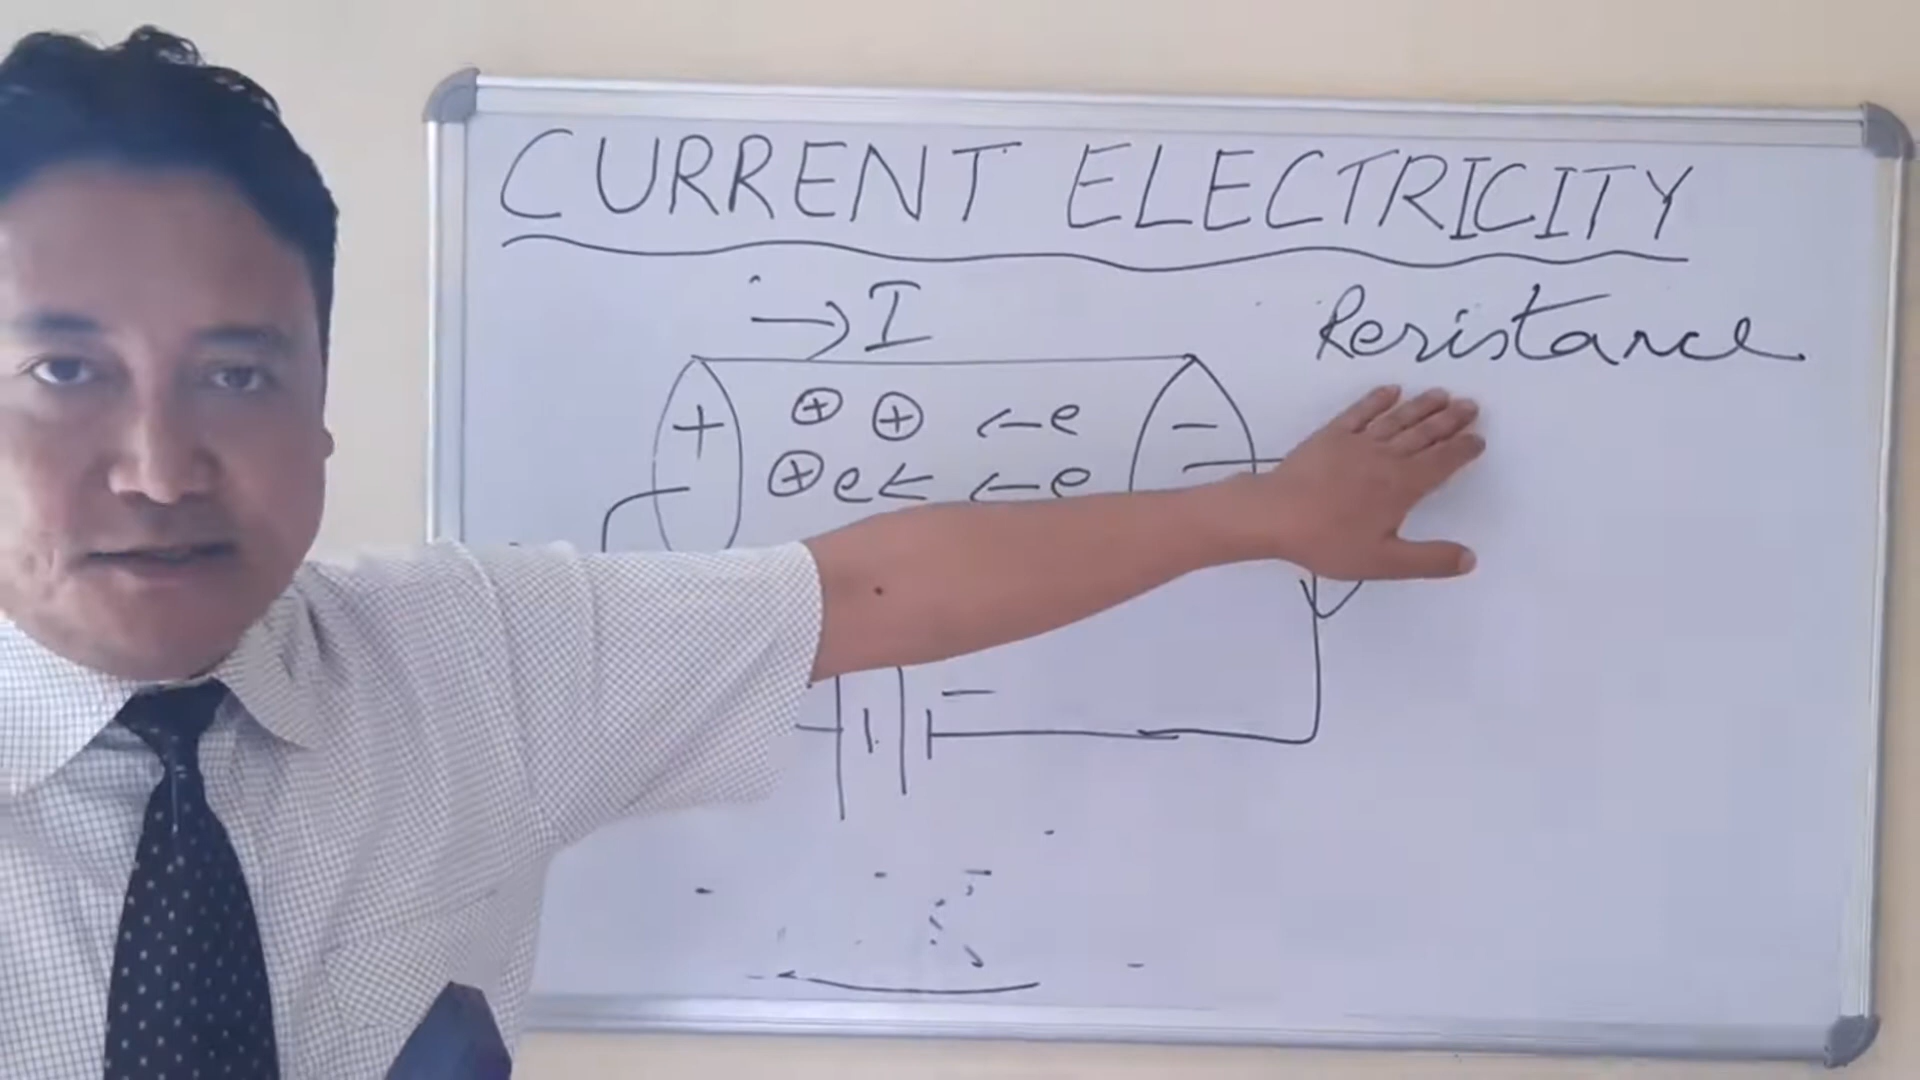 CURRENT ELECTRICITY
→ I
Resistance
+ ⊕ ⊕ ← e −
⊕ e ← ← e
−